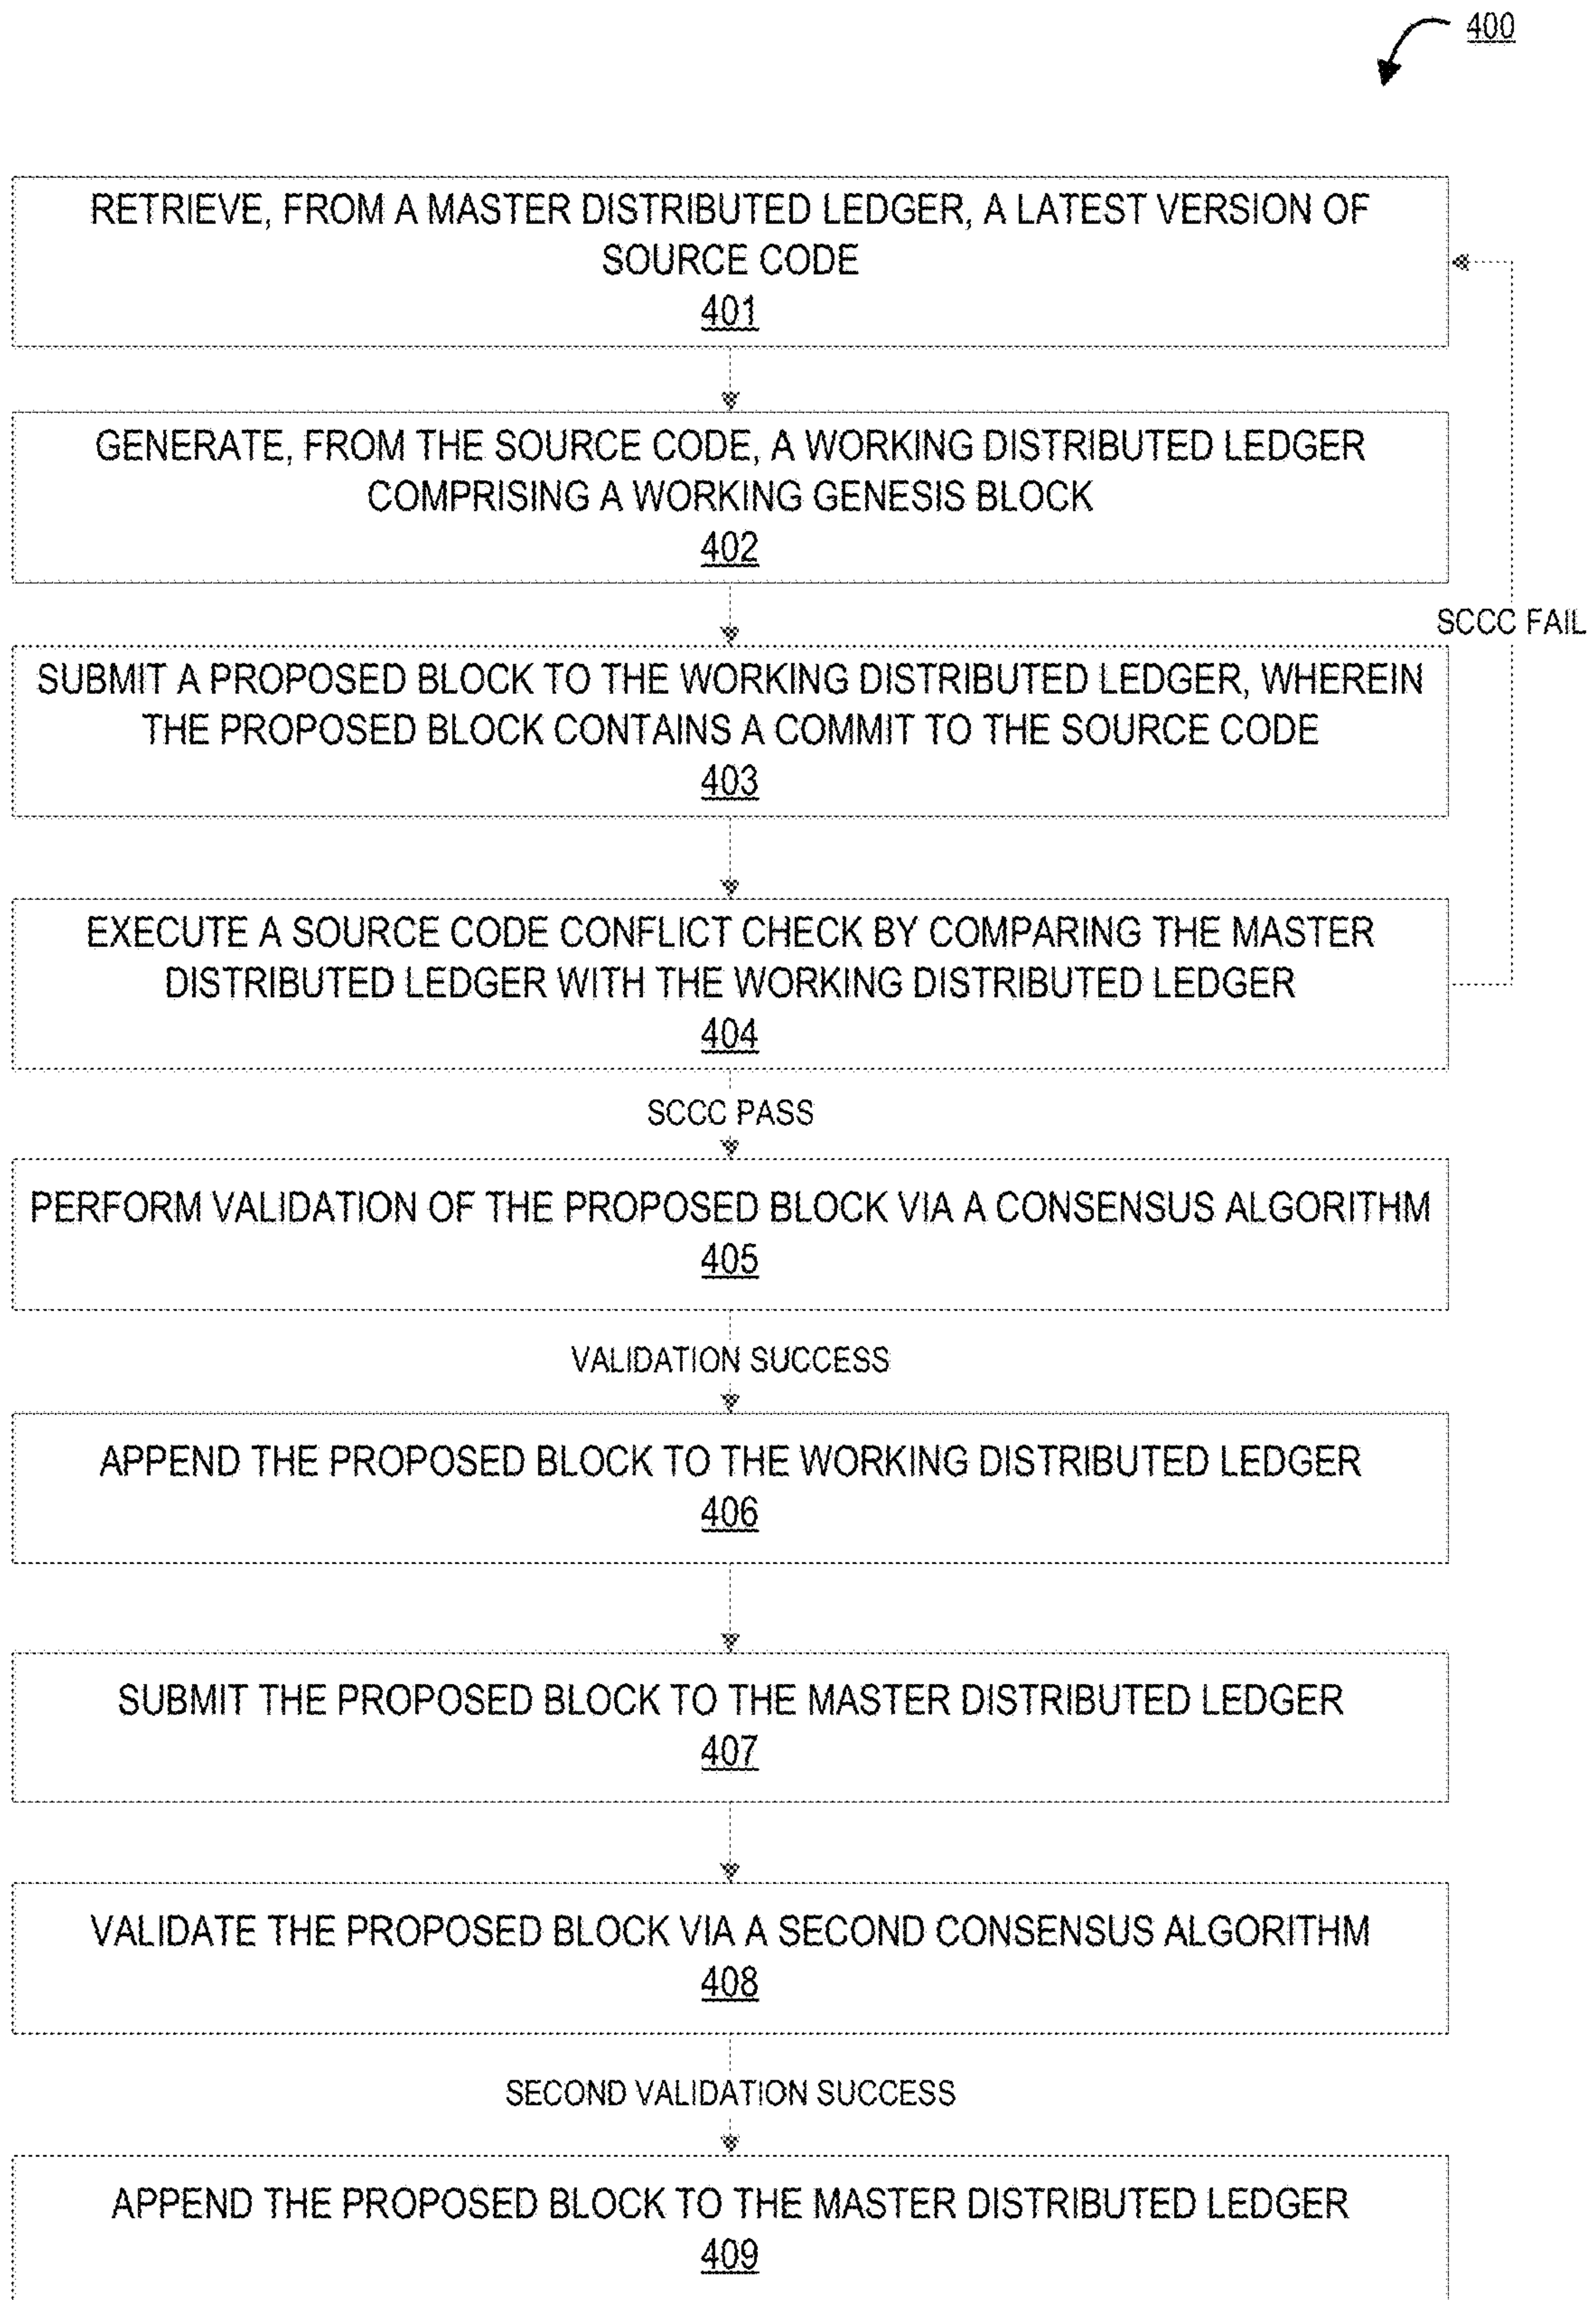 400
RETRIEVE, FROM A MASTER DISTRIBUTED LEDGER, A LATEST VERSION OF
SOURCE CODE
401
GENERATE, FROM THE SOURCE CODE, A WORKING DISTRIBUTED LEDGER
COMPRISING A WORKING GENESIS BLOCK
402
SCCC FAIL
SUBMIT A PROPOSED BLOCK TO THE WORKING DISTRIBUTED LEDGER, WHEREIN
THE PROPOSED BLOCK CONTAINS A COMMIT TO THE SOURCE CODE
403
EXECUTE A SOURCE CODE CONFLICT CHECK BY COMPARING THE MASTER
DISTRIBUTED LEDGER WITH THE WORKING DISTRIBUTED LEDGER
404
SCCC PASS
PERFORM VALIDATION OF THE PROPOSED BLOCK VIA A CONSENSUS ALGORITHM
405
VALIDATION SUCCESS
APPEND THE PROPOSED BLOCK TO THE WORKING DISTRIBUTED LEDGER
406
SUBMIT THE PROPOSED BLOCK TO THE MASTER DISTRIBUTED LEDGER
407
VALIDATE THE PROPOSED BLOCK VIA A SECOND CONSENSUS ALGORITHM
408
SECOND VALIDATION SUCCESS
APPEND THE PROPOSED BLOCK TO THE MASTER DISTRIBUTED LEDGER
409